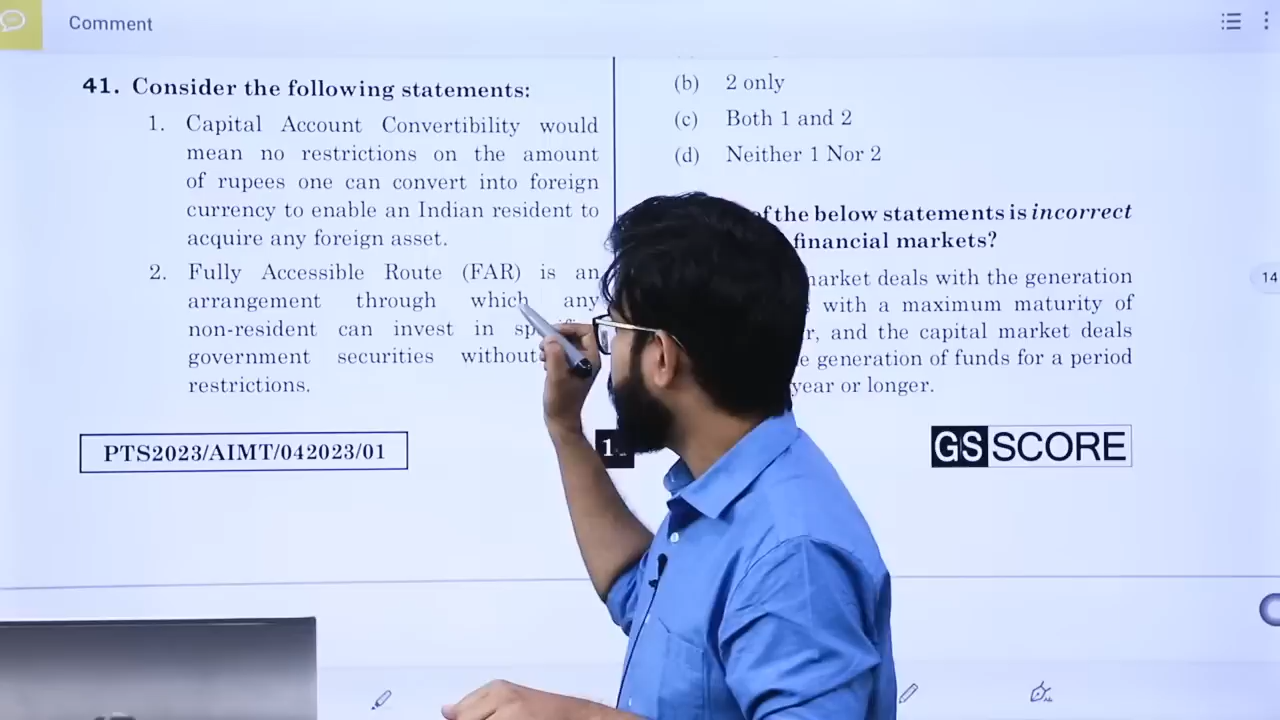 Comment
41. Consider the following statements:
1. Capital Account Convertibility would
mean no restrictions on the amount
of rupees one can convert into foreign
currency to enable an Indian resident to
acquire any foreign asset.
2. Fully Accessible Route (FAR) is an
arrangement through which any
non-resident can invest in
government securities without
restrictions.
PTS2023/AIMT/042023/01
(b) 2 only
(c) Both 1 and 2
(d) Neither 1 Nor 2
of the below statements is incorrect
financial markets?
market deals with the generation
with a maximum maturity of
and the capital market deals
generation of funds for a period
year or longer.
GS SCORE
14